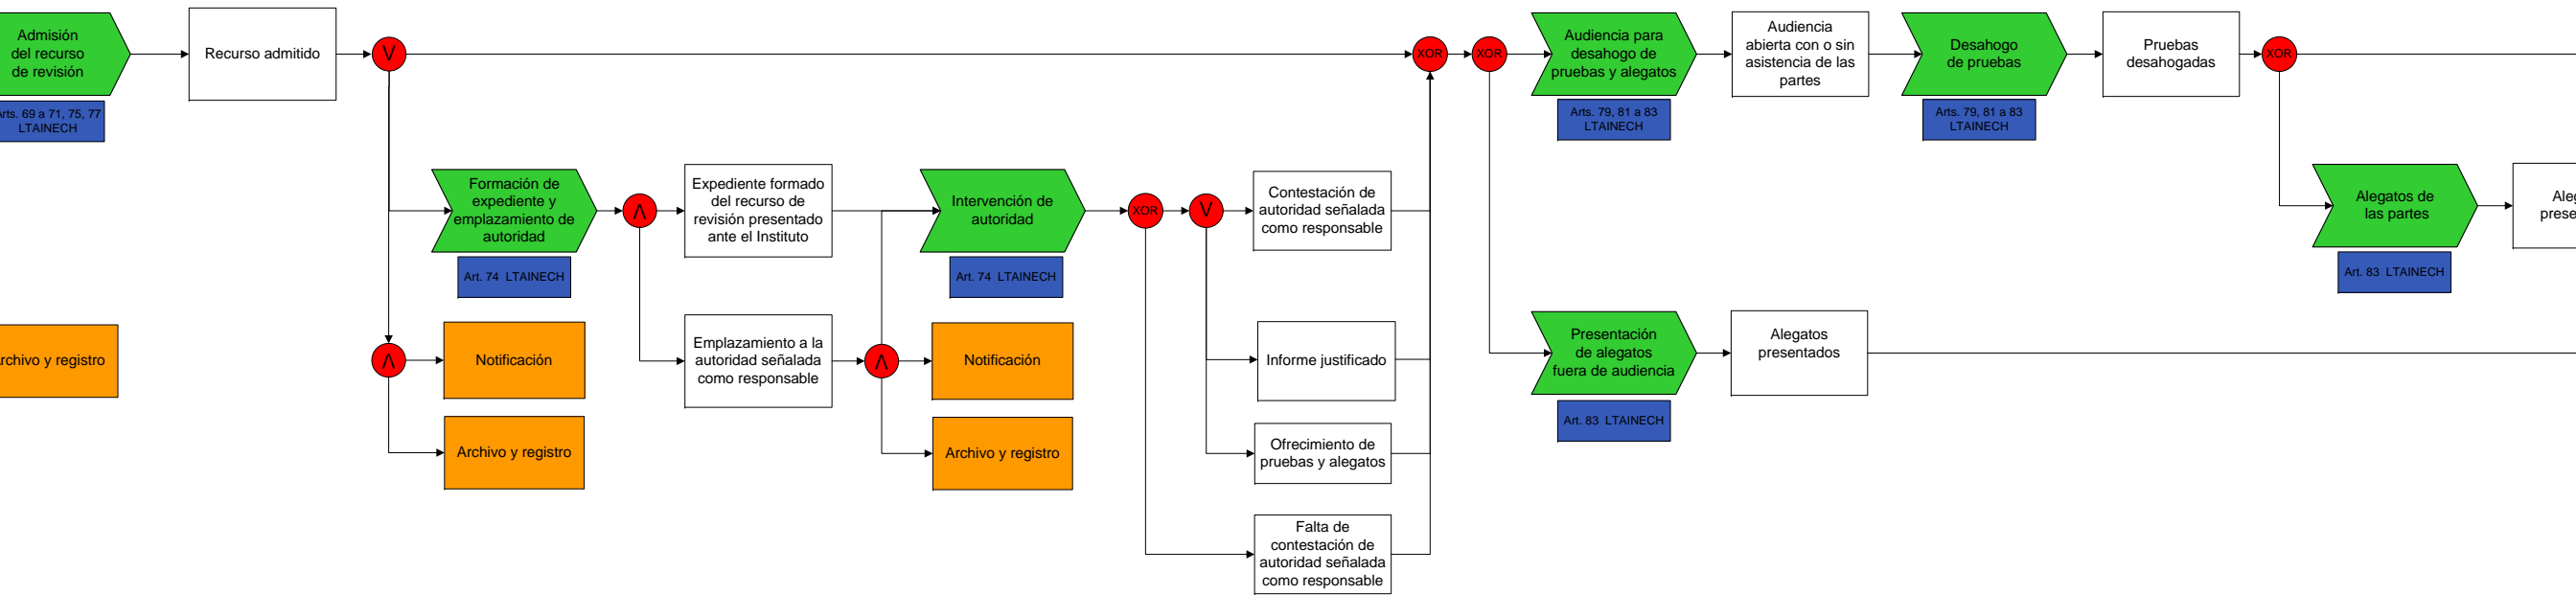 Admisión
del recurso
de revisión
Arts. 69 a 71, 75, 77
LTAINECH
Recurso admitido
V
XOR
XOR
Audiencia para
desahogo de
pruebas y alegatos
Arts. 79, 81 a 83
LTAINECH
Audiencia
abierta con o sin
asistencia de las
partes
Desahogo
de pruebas
Arts. 79, 81 a 83
LTAINECH
Pruebas
desahogadas
XOR
Formación de
expediente y
emplazamiento de
autoridad
Art. 74 LTAINECH
Λ
Expediente formado
del recurso de
revisión presentado
ante el Instituto
Intervención de
autoridad
Art. 74 LTAINECH
XOR
V
Contestación de
autoridad señalada
como responsable
Alegatos de
las partes
Art. 83 LTAINECH
Archivo y registro
Λ
Notificación
Archivo y registro
Emplazamiento a la
autoridad señalada
como responsable
Λ
Notificación
Archivo y registro
Informe justificado
Ofrecimiento de
pruebas y alegatos
Falta de
contestación de
autoridad señalada
como responsable
Presentación
de alegatos
fuera de audiencia
Art. 83 LTAINECH
Alegatos
presentados